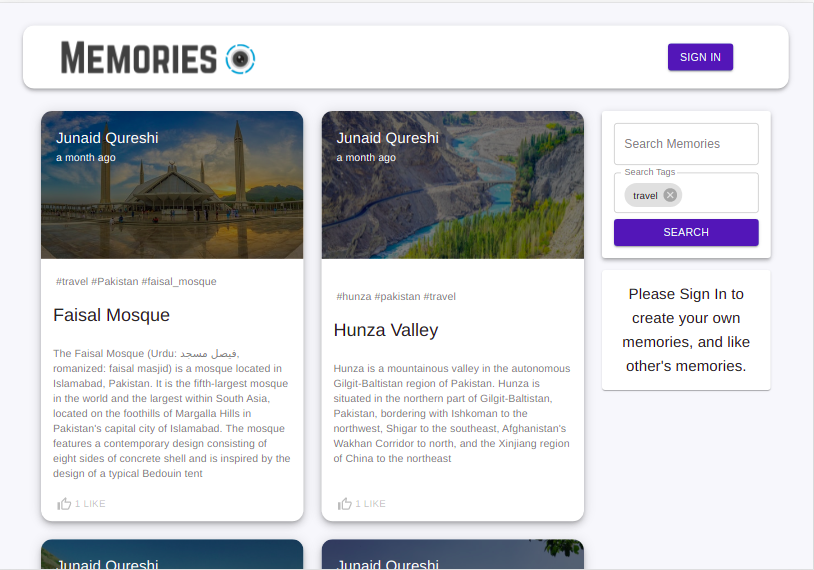 MEMORIES
SIGN IN
Junaid Qureshi
a month ago
#travel #Pakistan #faisal_mosque
Faisal Mosque
The Faisal Mosque (Urdu: فیصل مسجد,
romanized: faisal masjid) is a mosque located in
Islamabad, Pakistan. It is the fifth-largest mosque
in the world and the largest within South Asia,
located on the foothills of Margalla Hills in
Pakistan's capital city of Islamabad. The mosque
features a contemporary design consisting of
eight sides of concrete shell and is inspired by the
design of a typical Bedouin tent
1 LIKE
Junaid Qureshi
a month ago
#hunza #pakistan #travel
Hunza Valley
Hunza is a mountainous valley in the autonomous
Gilgit-Baltistan region of Pakistan. Hunza is
situated in the northern part of Gilgit-Baltistan,
Pakistan, bordering with Ishkoman to the
northwest, Shigar to the southeast, Afghanistan's
Wakhan Corridor to north, and the Xinjiang region
of China to the northeast
1 LIKE
Search Memories
Search Tags
travel
SEARCH
Please Sign In to
create your own
memories, and like
other's memories.
Junaid Qureshi
Junaid Qureshi